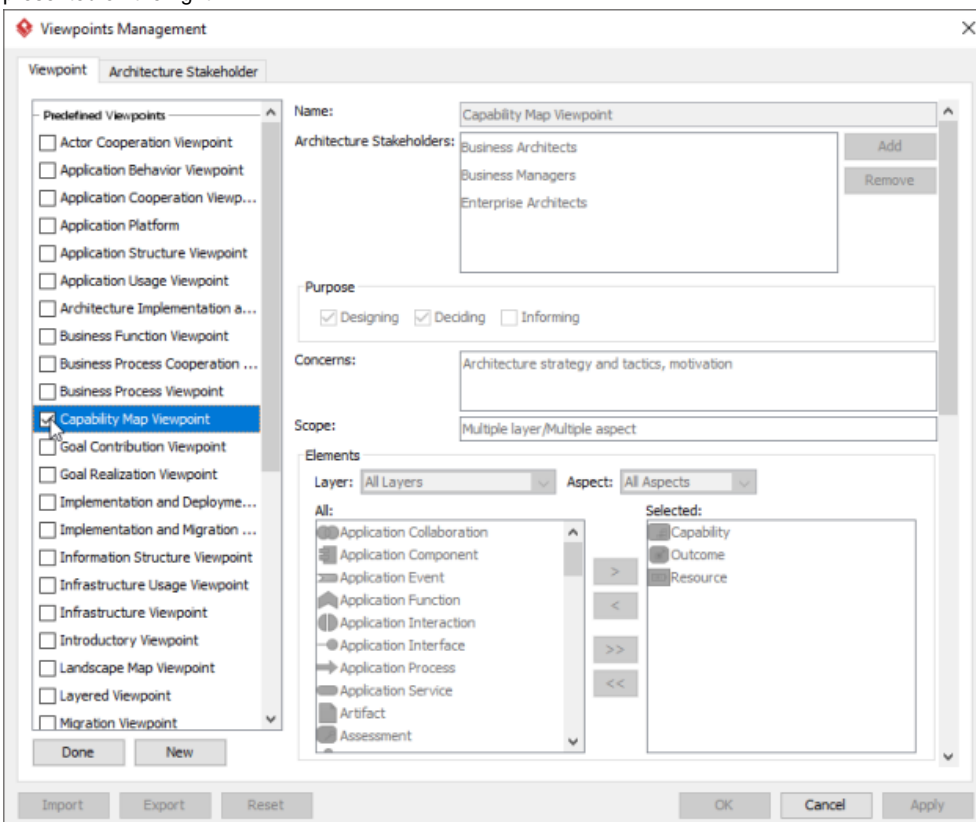 Viewpoints Management
Viewpoint Architecture Stakeholder
Predefined Viewpoints
Actor Cooperation Viewpoint
Application Behavior Viewpoint
Application Cooperation Viewp...
Application Platform
Application Structure Viewpoint
Application Usage Viewpoint
Architecture Implementation a...
Business Function Viewpoint
Business Process Cooperation ...
Business Process Viewpoint
Capability Map Viewpoint
Goal Contribution Viewpoint
Goal Realization Viewpoint
Implementation and Deployme...
Implementation and Migration ...
Information Structure Viewpoint
Infrastructure Usage Viewpoint
Infrastructure Viewpoint
Introductory Viewpoint
Landscape Map Viewpoint
Layered Viewpoint
Migration Viewpoint
Done New
Name: Capability Map Viewpoint
Architecture Stakeholders:
Business Architects
Business Managers
Enterprise Architects
Add
Remove
Purpose
Designing Deciding Informing
Concerns: Architecture strategy and tactics, motivation
Scope: Multiple layer/Multiple aspect
Elements
Layer: All Layers Aspect: All Aspects
All:
Application Collaboration
Application Component
Application Event
Application Function
Application Interaction
Application Interface
Application Process
Application Service
Artifact
Assessment
>
<
>>
<<
Selected:
Capability
Outcome
Resource
Import Export Reset OK Cancel Apply